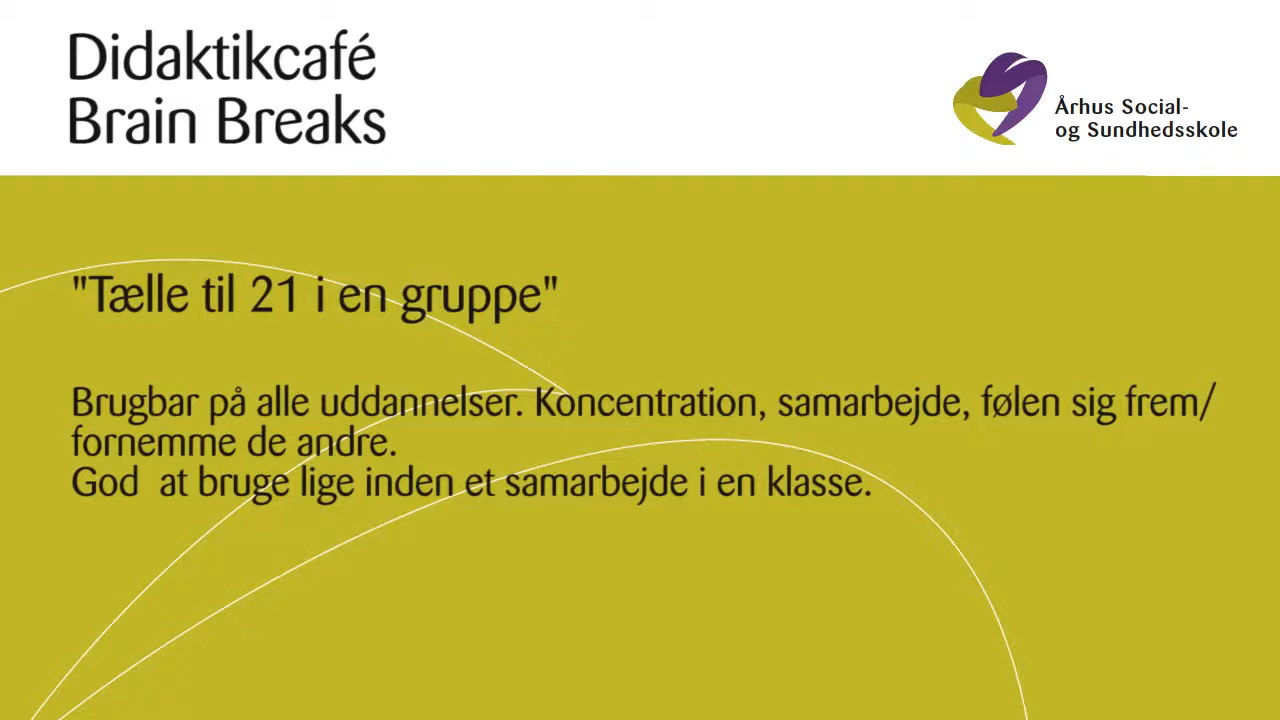 Didaktikcafé
Brain Breaks
Århus Social-
og Sundhedsskole
"Tælle til 21 i en gruppe"
Brugbar på alle uddannelser. Koncentration, samarbejde, følen sig frem/
fornemme de andre.
God  at bruge lige inden et samarbejde i en klasse.